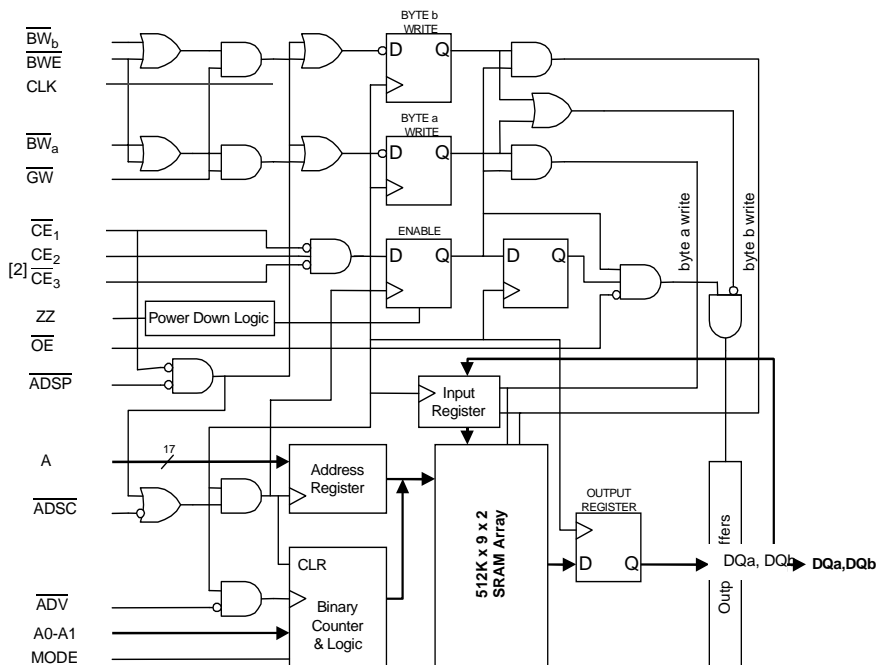 BW_b
BWE
CLK
BW_a
GW
CE_1
CE_2
[2] CE_3
ZZ
OE
ADSP
A
17
ADSC
ADV
A0-A1
MODE
BYTE b
WRITE
D Q
BYTE a
WRITE
D Q
ENABLE
D Q
D Q
Power Down Logic
byte a write
byte b write
Input
Register
Address
Register
CLR
Binary
Counter
& Logic
512K x 9 x 2
SRAM Array
OUTPUT
REGISTER
D Q
Outp
ffers
DQa, DQb
DQa,DQb